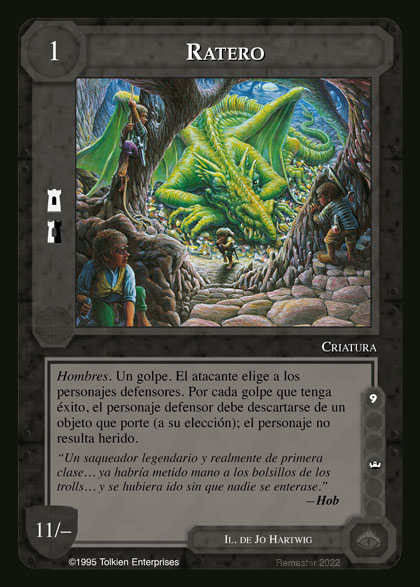 1
RATERO
CRIATURA
Hombres. Un golpe. El atacante elige a los
personajes defensores. Por cada golpe que tenga
éxito, el personaje defensor debe descartarse de un
objeto que porte (a su elección); el personaje no
resulta herido.
“Un saqueador legendario y realmente de primera
clase… ya habría metido mano a los bolsillos de los
trolls… y se hubiera ido sin que nadie se enterase.”
—Hob
9
11/–
IL. DE JO HARTWIG
©1995 Tolkien Enterprises
Remaster 2022